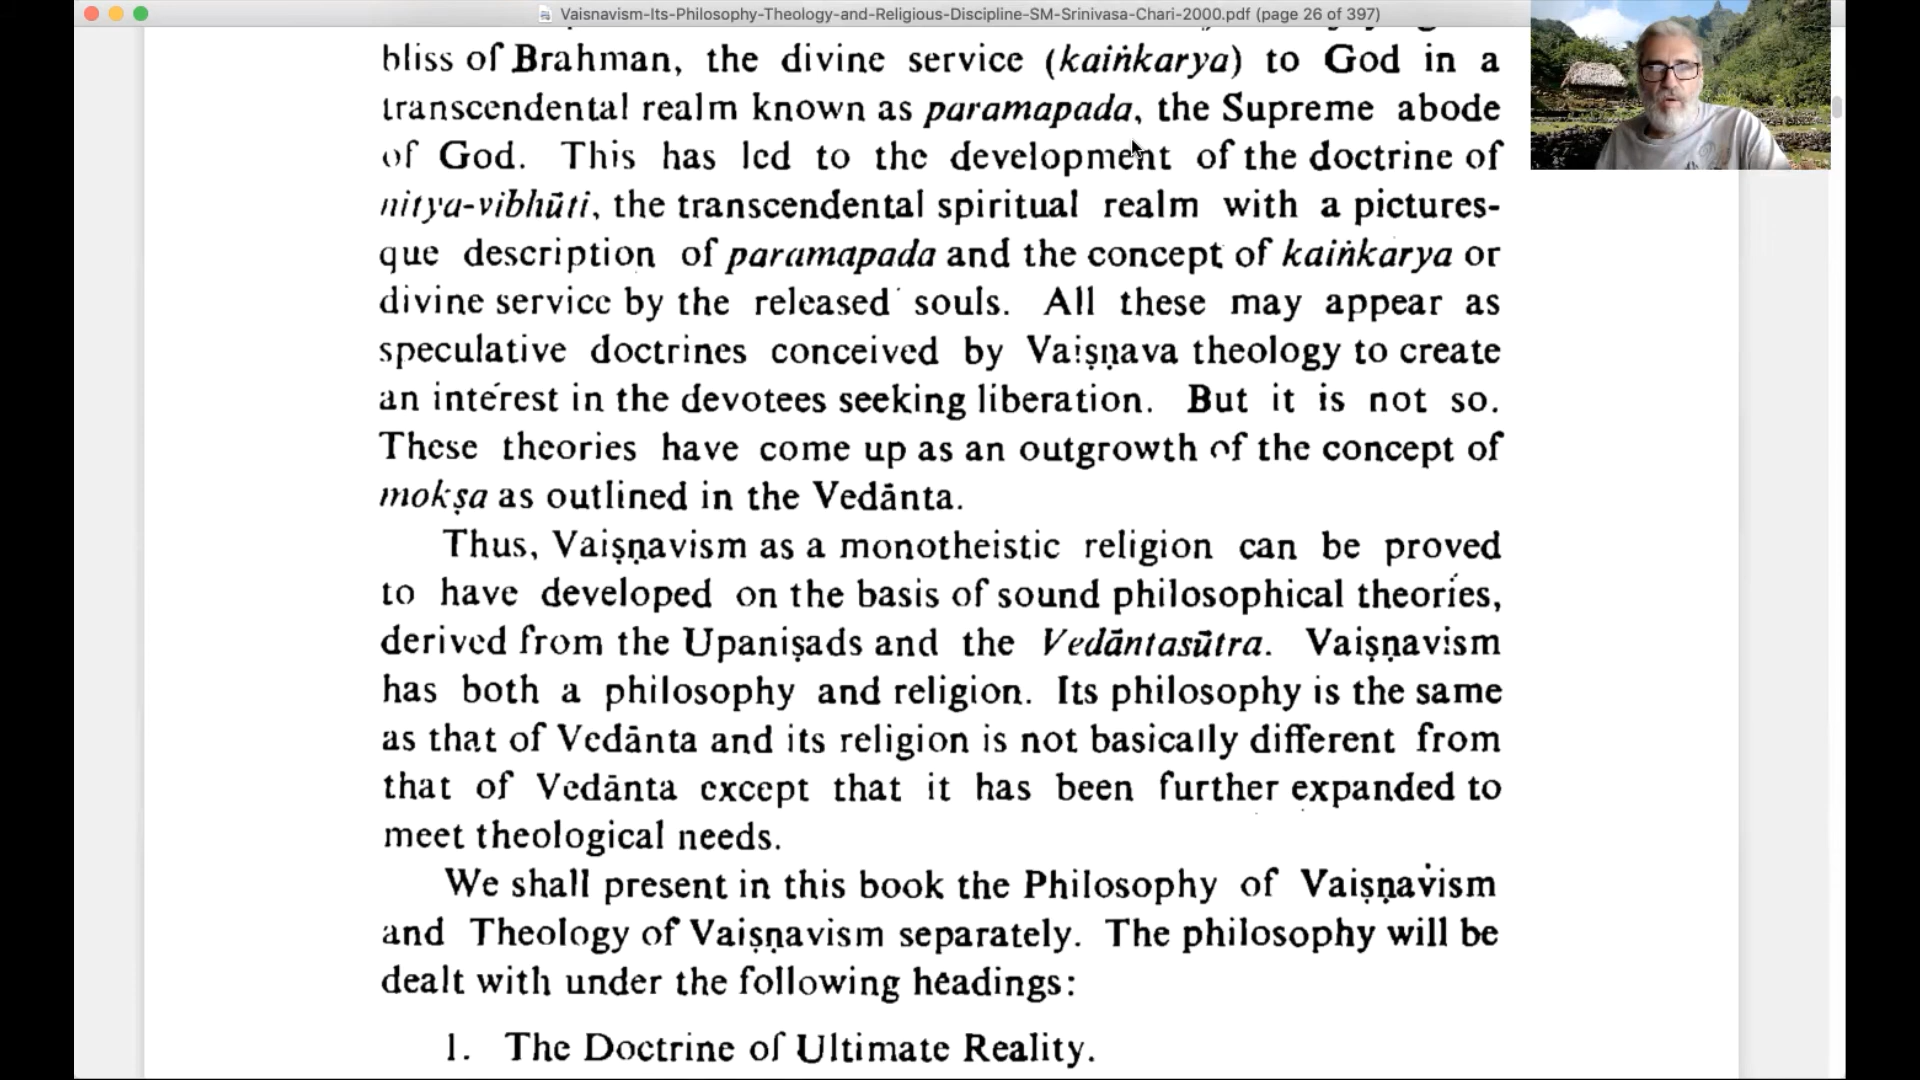 Vaisnavism-Its-Philosophy-Theology-and-Religious-Discipline-SM-Srinivasa-Chari-2000.pdf (page 26 of 397)
bliss of Brahman, the divine service (kaiṅkarya) to God in a
transcendental realm known as paramapada, the Supreme abode
of God. This has led to the development of the doctrine of
nitya-vibhūti, the transcendental spiritual realm with a pictures-
que description of paramapada and the concept of kaiṅkarya or
divine service by the released souls. All these may appear as
speculative doctrines conceived by Vaiṣṇava theology to create
an interest in the devotees seeking liberation. But it is not so.
These theories have come up as an outgrowth of the concept of
mokṣa as outlined in the Vedānta.
Thus, Vaiṣṇavism as a monotheistic religion can be proved
to have developed on the basis of sound philosophical theories,
derived from the Upaniṣads and the Vedāntasūtra. Vaiṣṇavism
has both a philosophy and religion. Its philosophy is the same
as that of Vedānta and its religion is not basically different from
that of Vedānta except that it has been further expanded to
meet theological needs.
We shall present in this book the Philosophy of Vaiṣṇavism
and Theology of Vaiṣṇavism separately. The philosophy will be
dealt with under the following headings:
1. The Doctrine of Ultimate Reality.